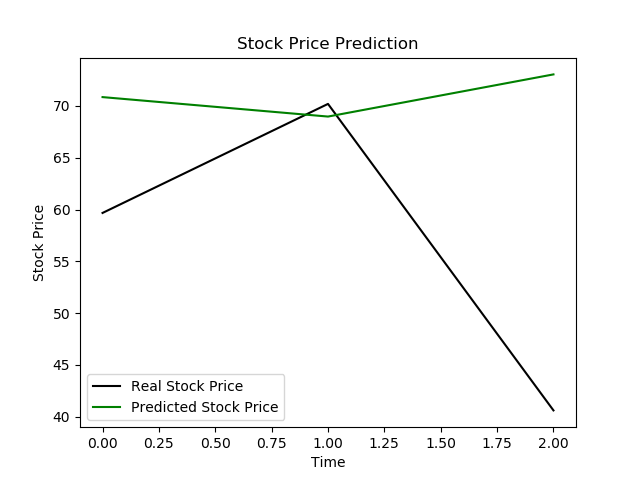 Stock Price Prediction
Stock Price
70
65
60
55
50
45
40
Real Stock Price
Predicted Stock Price
0.00 0.25 0.50 0.75 1.00 1.25 1.50 1.75 2.00
Time